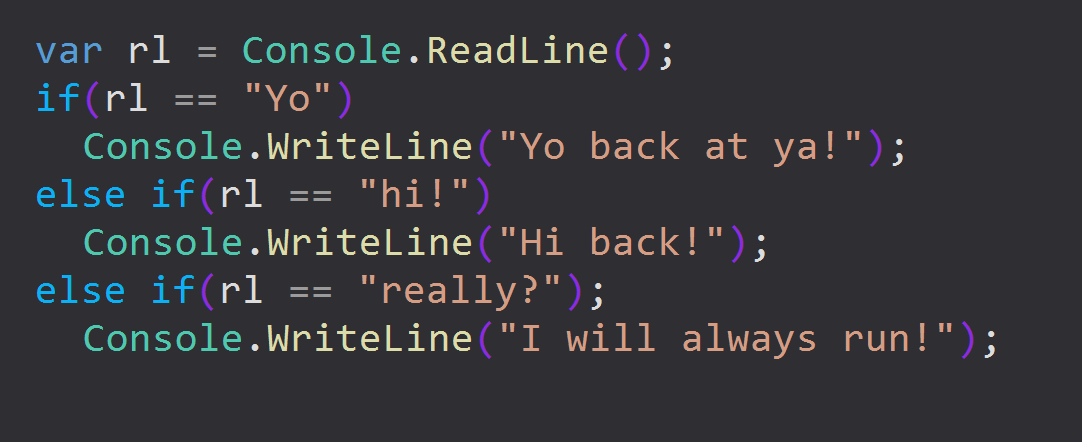 var rl = Console.ReadLine();
if(rl == "Yo")
  Console.WriteLine("Yo back at ya!");
else if(rl == "hi!")
  Console.WriteLine("Hi back!");
else if(rl == "really?");
  Console.WriteLine("I will always run!");